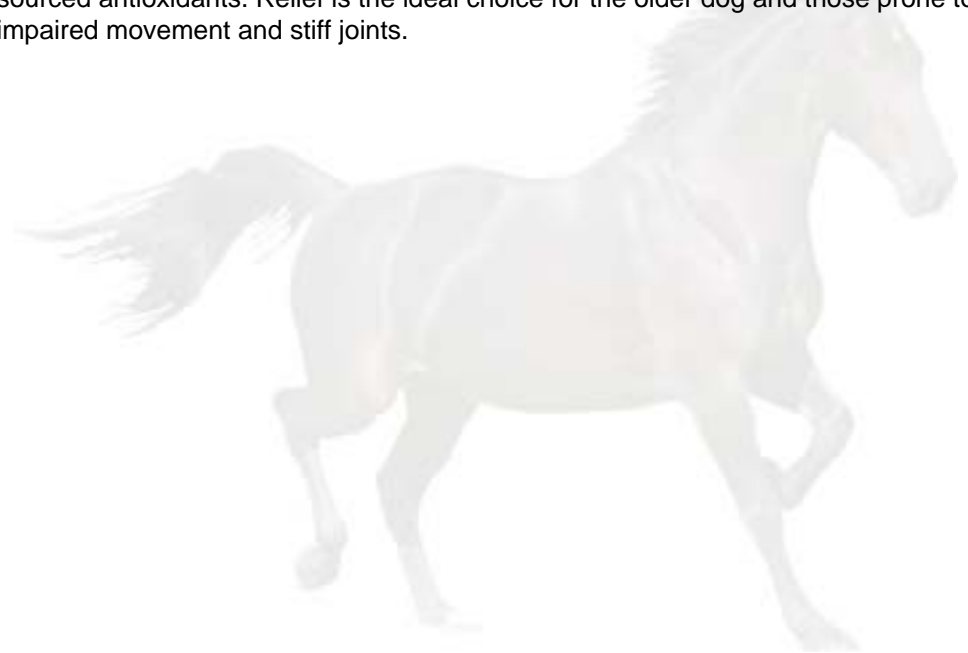 sourced antioxidants. Relief is the ideal choice for the older dog and those prone to
impaired movement and stiff joints.